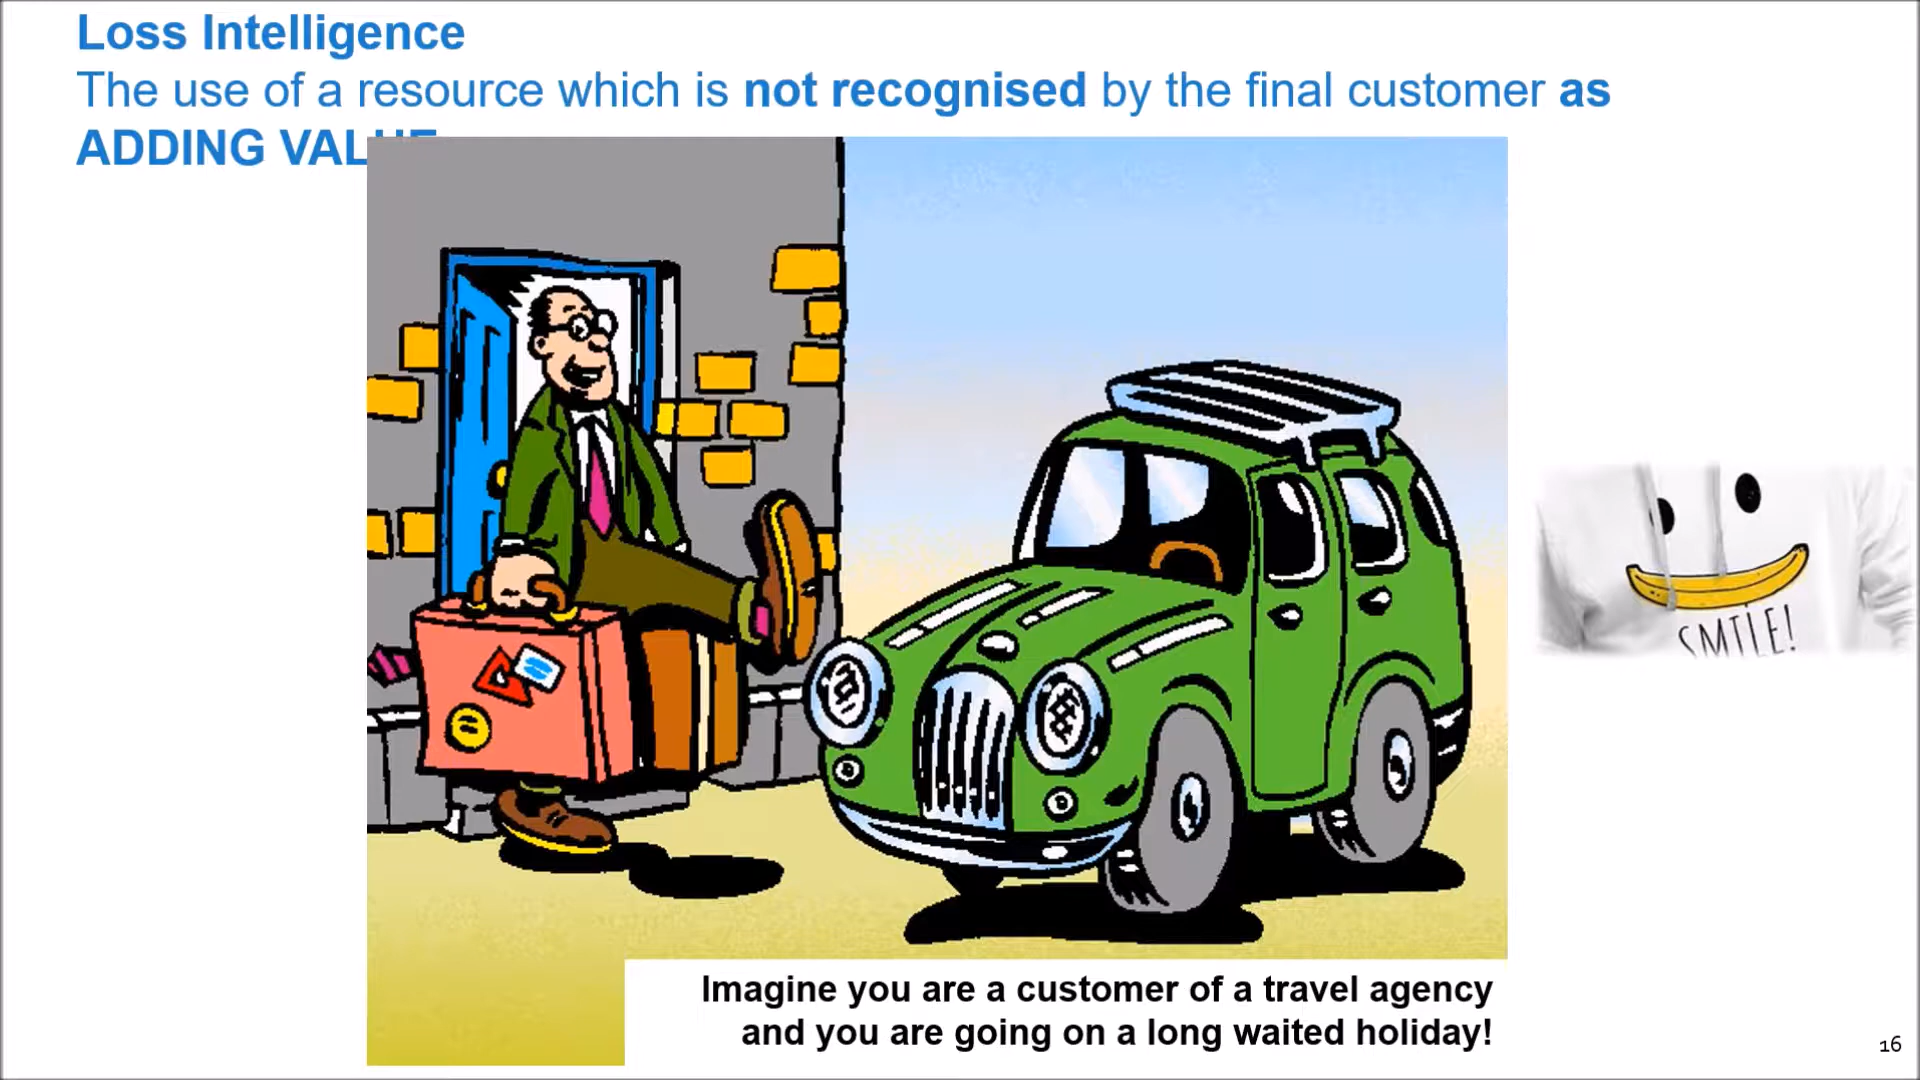 Loss Intelligence
The use of a resource which is not recognised by the final customer as
ADDING VALUE
SMILE!
Imagine you are a customer of a travel agency
and you are going on a long waited holiday!
16